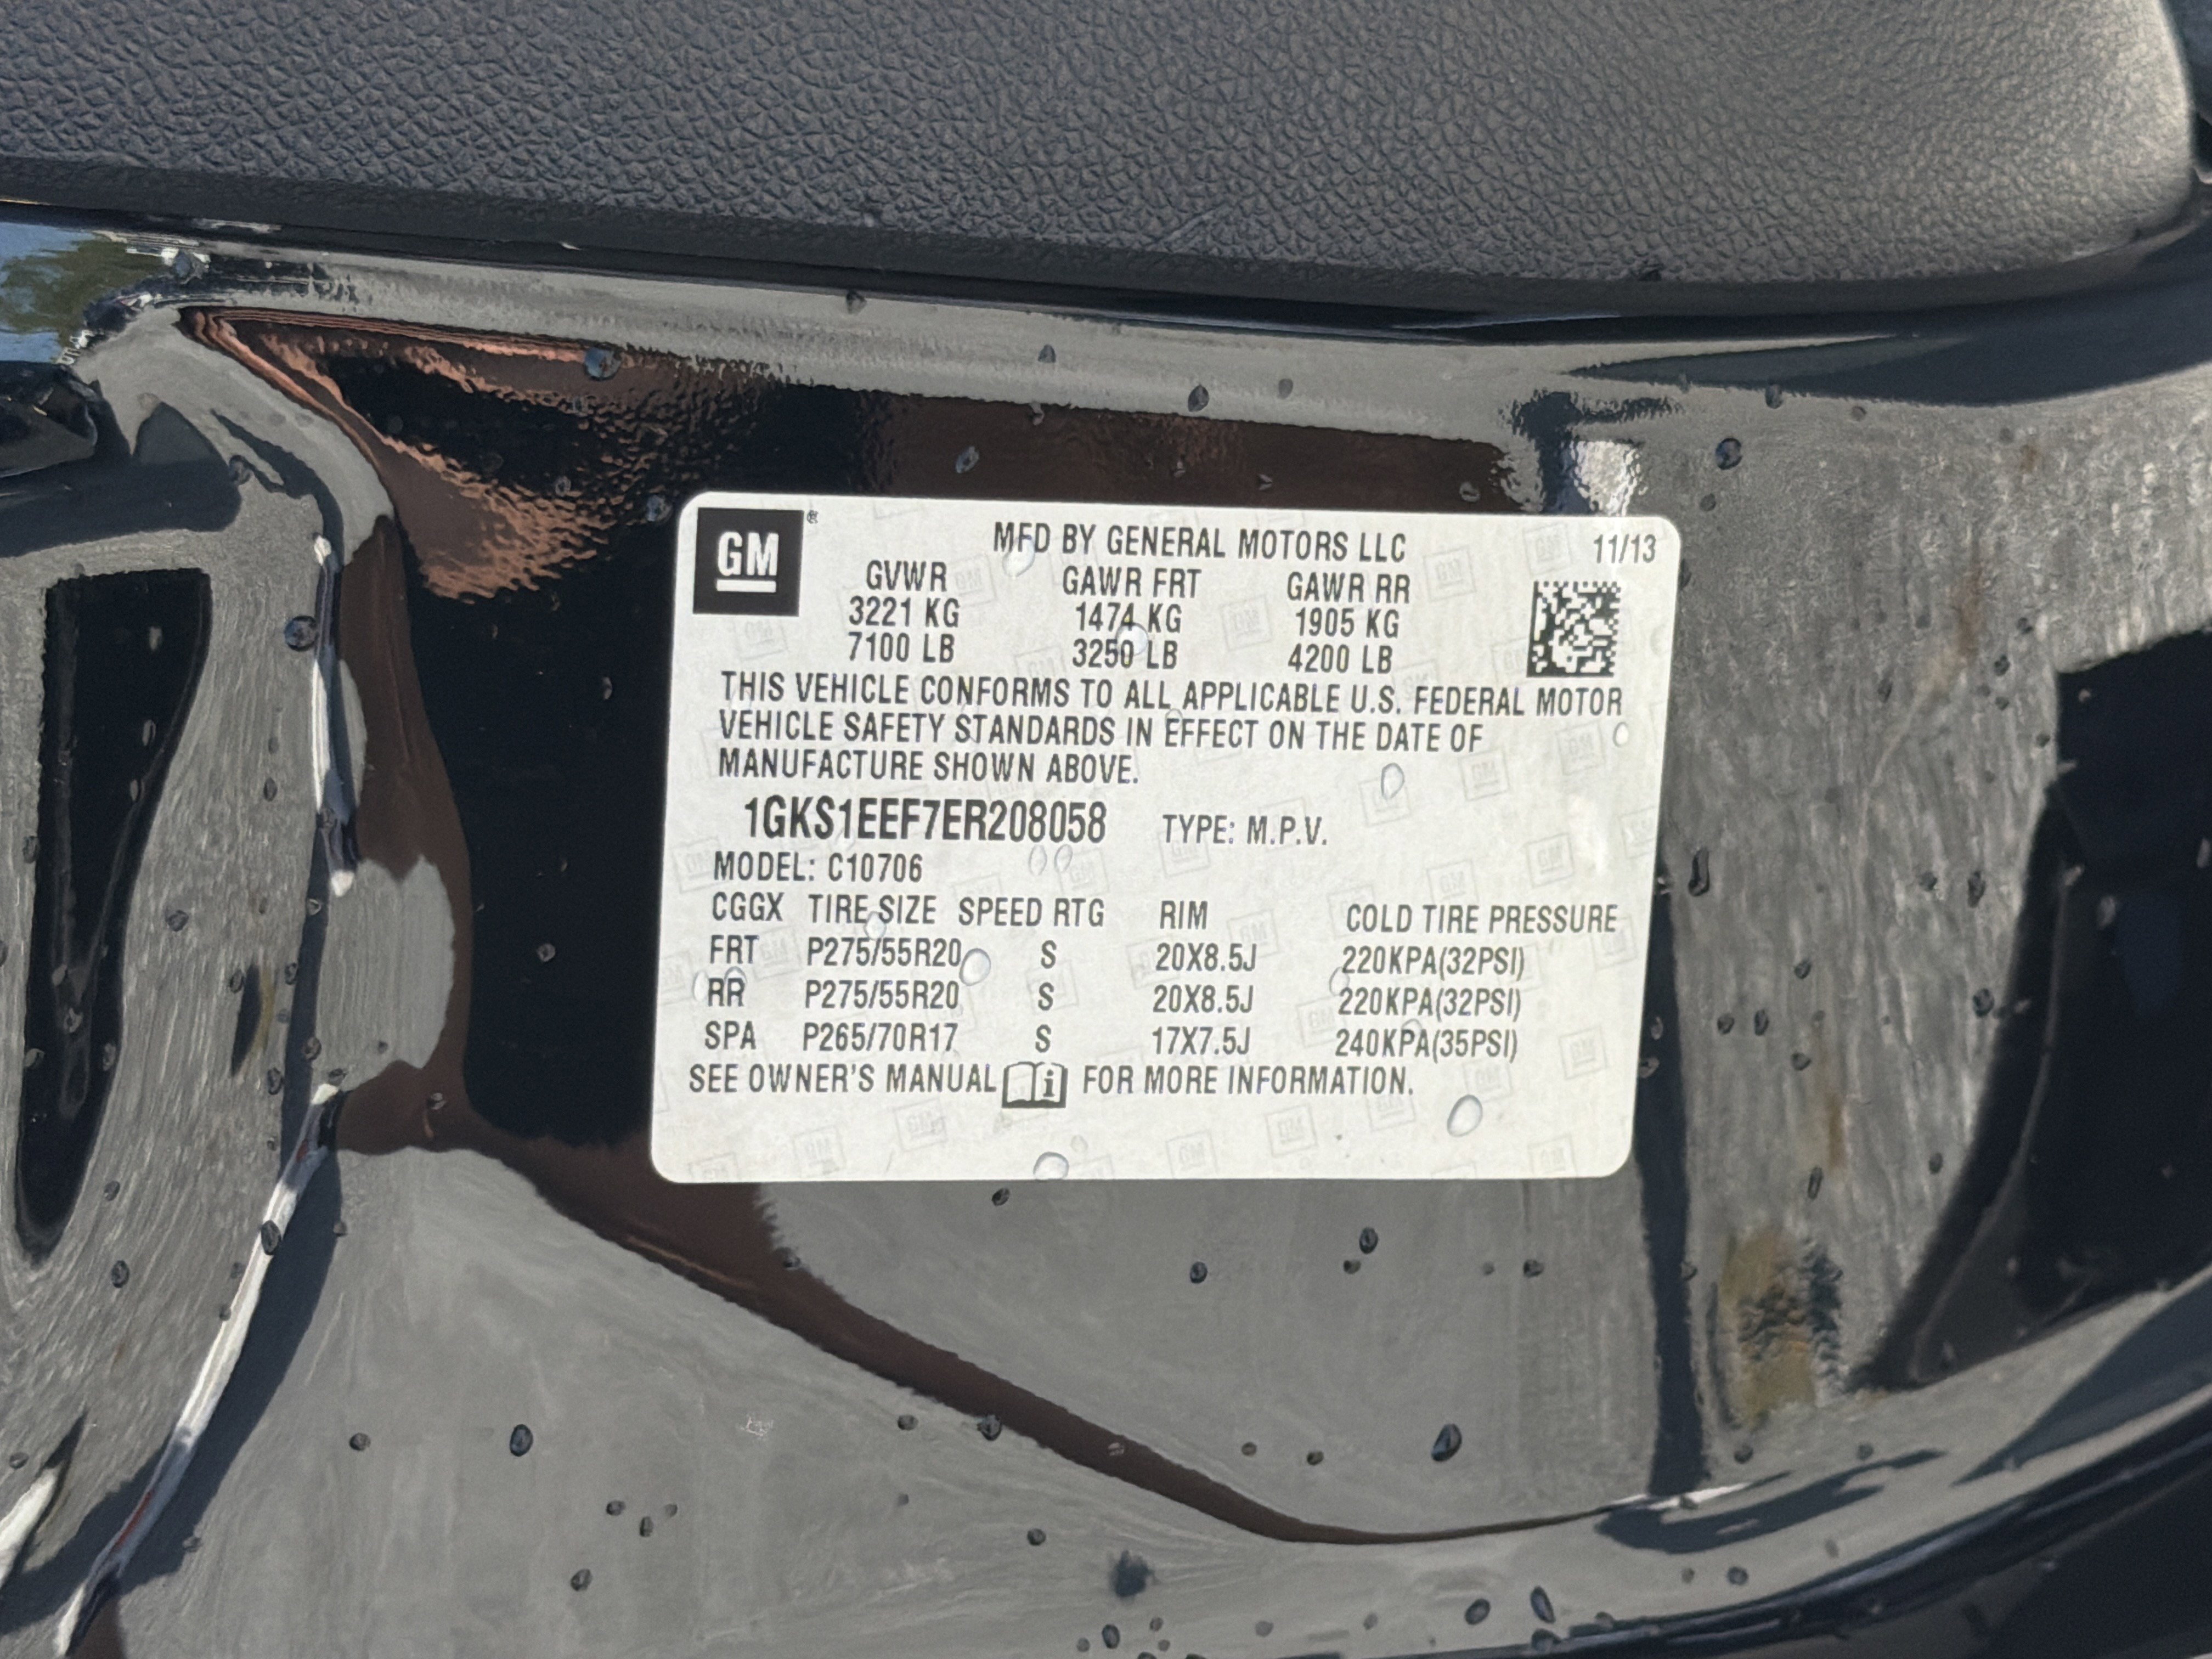 GM ® MFD BY GENERAL MOTORS LLC 11/13
GVWR GAWR FRT GAWR RR
3221 KG 1474 KG 1905 KG
7100 LB 3250 LB 4200 LB
THIS VEHICLE CONFORMS TO ALL APPLICABLE U.S. FEDERAL MOTOR
VEHICLE SAFETY STANDARDS IN EFFECT ON THE DATE OF
MANUFACTURE SHOWN ABOVE.
1GKS1EEF7ER208058 TYPE: M.P.V.
MODEL: C10706
CGGX TIRE SIZE SPEED RTG RIM COLD TIRE PRESSURE
FRT P275/55R20 S 20X8.5J 220KPA(32PSI)
RR P275/55R20 S 20X8.5J 220KPA(32PSI)
SPA P265/70R17 S 17X7.5J 240KPA(35PSI)
SEE OWNER'S MANUAL i FOR MORE INFORMATION.